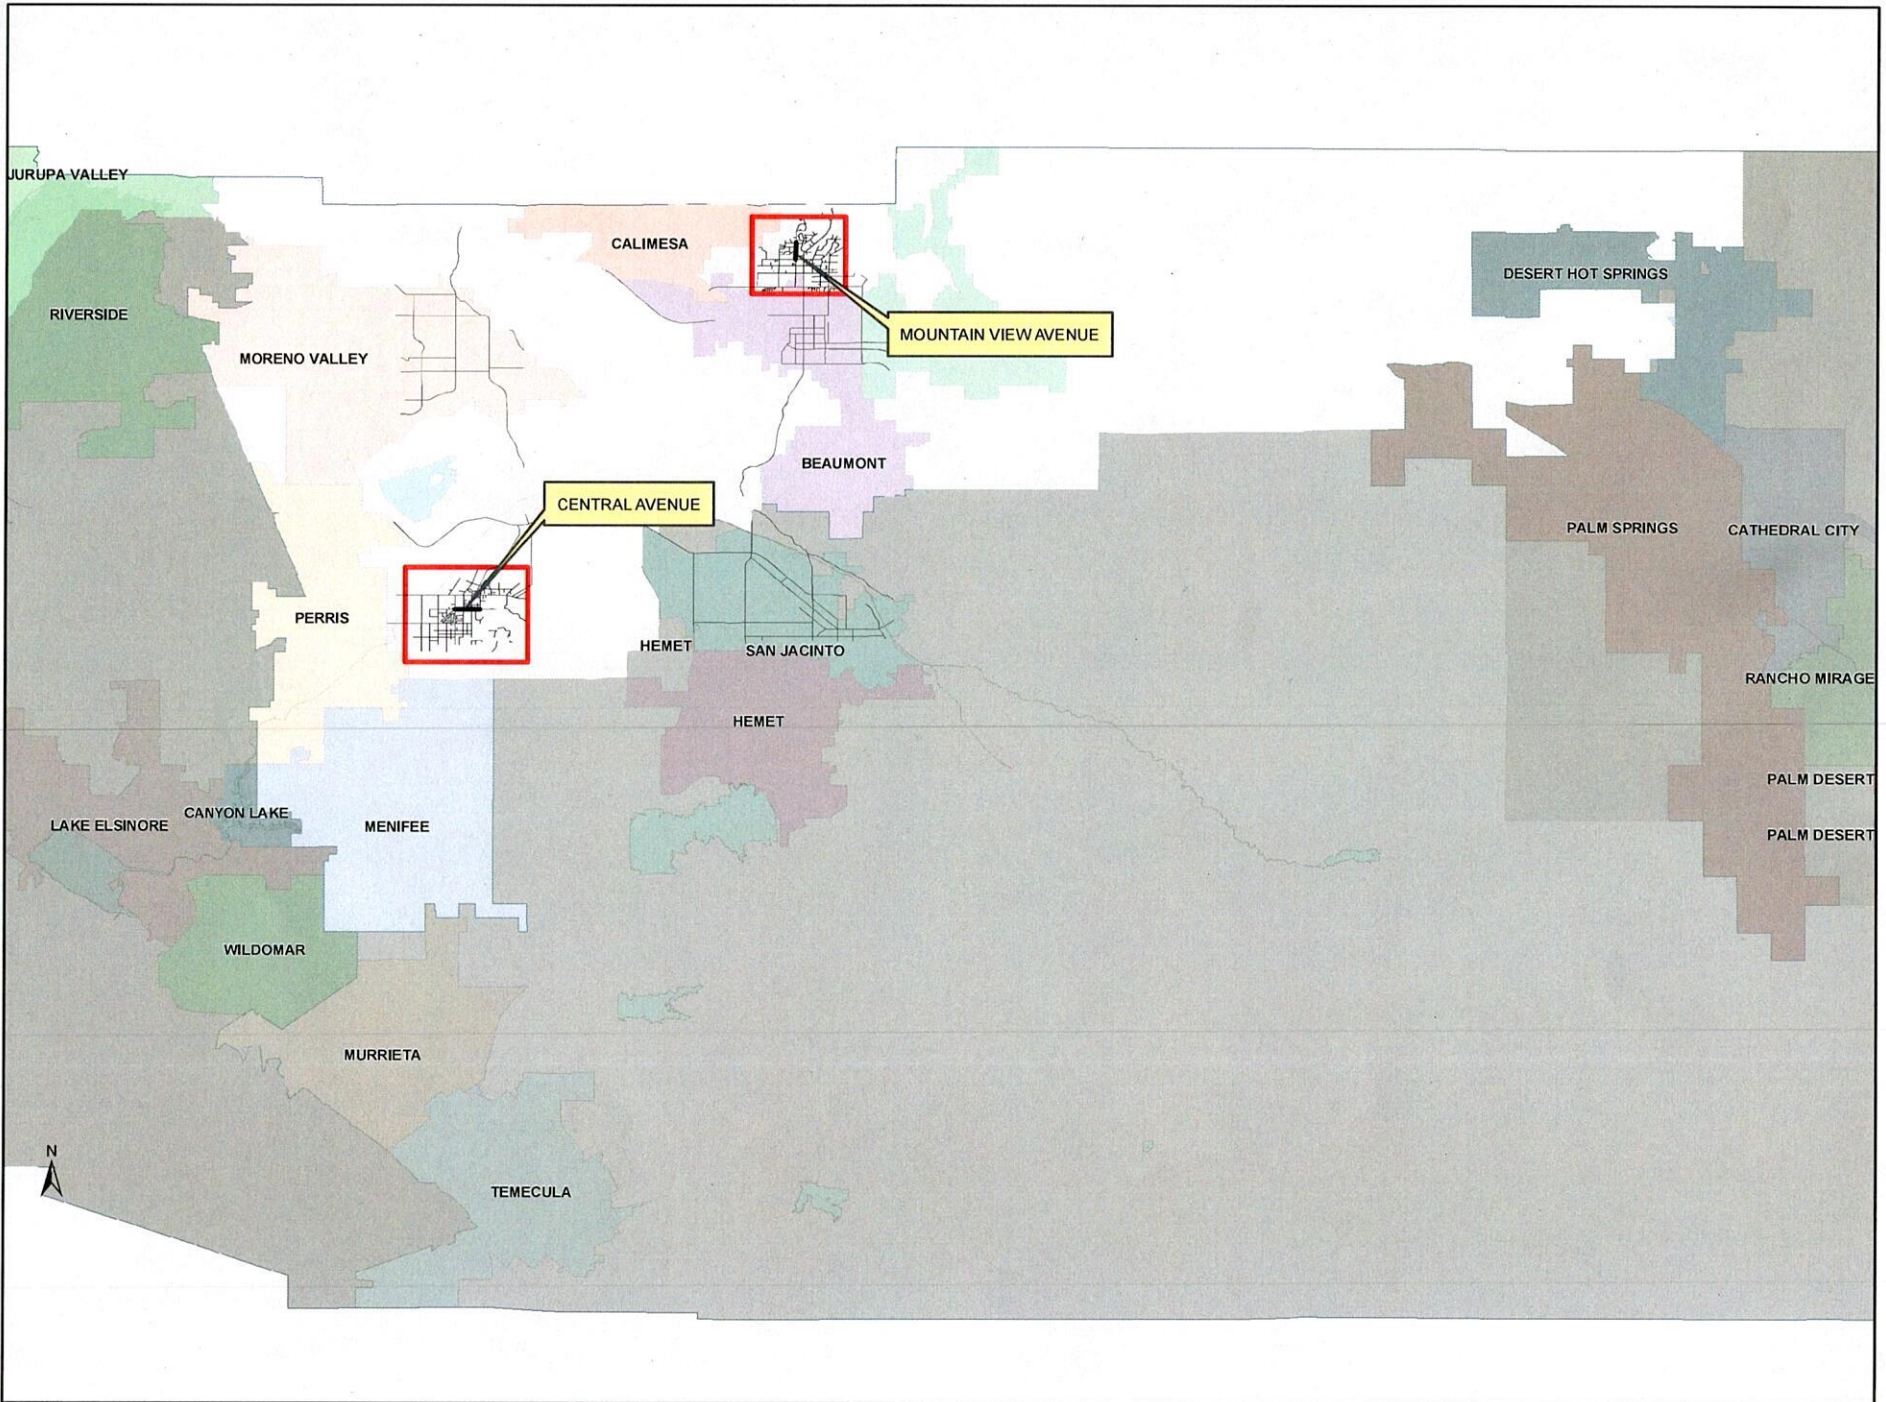 JURUPA VALLEY
CALIMESA
DESERT HOT SPRINGS
RIVERSIDE
MOUNTAIN VIEW AVENUE
MORENO VALLEY
BEAUMONT
CENTRAL AVENUE
PALM SPRINGS
CATHEDRAL CITY
PERRIS
HEMET
SAN JACINTO
RANCHO MIRAGE
HEMET
PALM DESERT
CANYON LAKE
LAKE ELSINORE
MENIFEE
PALM DESERT
WILDOMAR
MURRIETA
N
TEMECULA